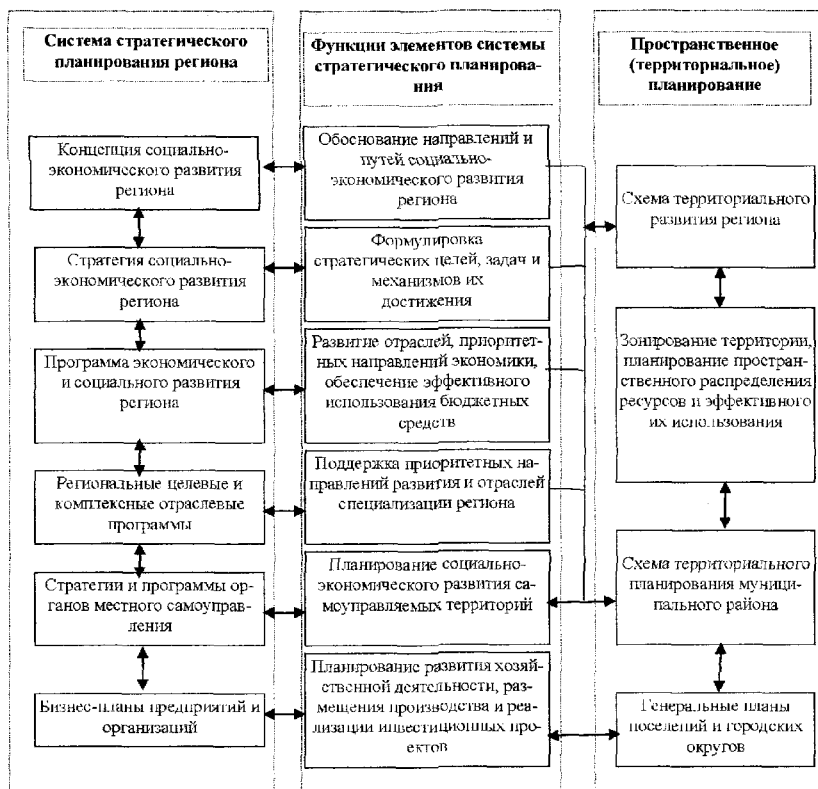 Система стратегического
планирования региона
Концепция социально-
экономического развития
региона
Стратегия социально-
экономического развития
региона
Программа экономического
и социального развития
региона
Региональные целевые и
комплексные отраслевые
программы
Стратегии и программы ор-
ганов местного самоуправ-
ления
Бизнес-планы предприятий и
организаций
Функции элементов системы
стратегического планирова-
ния
Обоснование направлений и
путей социально-
экономического развития
региона
Формулировка
стратегических целей, задач и
механизмов их
достижения
Развитие отраслей, приоритет-
ных направлений экономики,
обеспечение эффективного
использования бюджетных
средств
Поддержка приоритетных на-
правлений развития и отраслей
специализации региона
Планирование социально-
экономического развития са-
моуправляемых территорий
Планирование развития хозяй-
ственной деятельности, раз-
мещения производства и реа-
лизации инвестиционных про-
ектов
Пространственное
(территориальное)
планирование
Схема территориального
развития региона
Зонирование территории,
планирование простран-
ственного распределения
ресурсов и эффективного
их использования
Схема территориального
планирования муници-
пального района
Генеральные планы
поселений и городских
округов